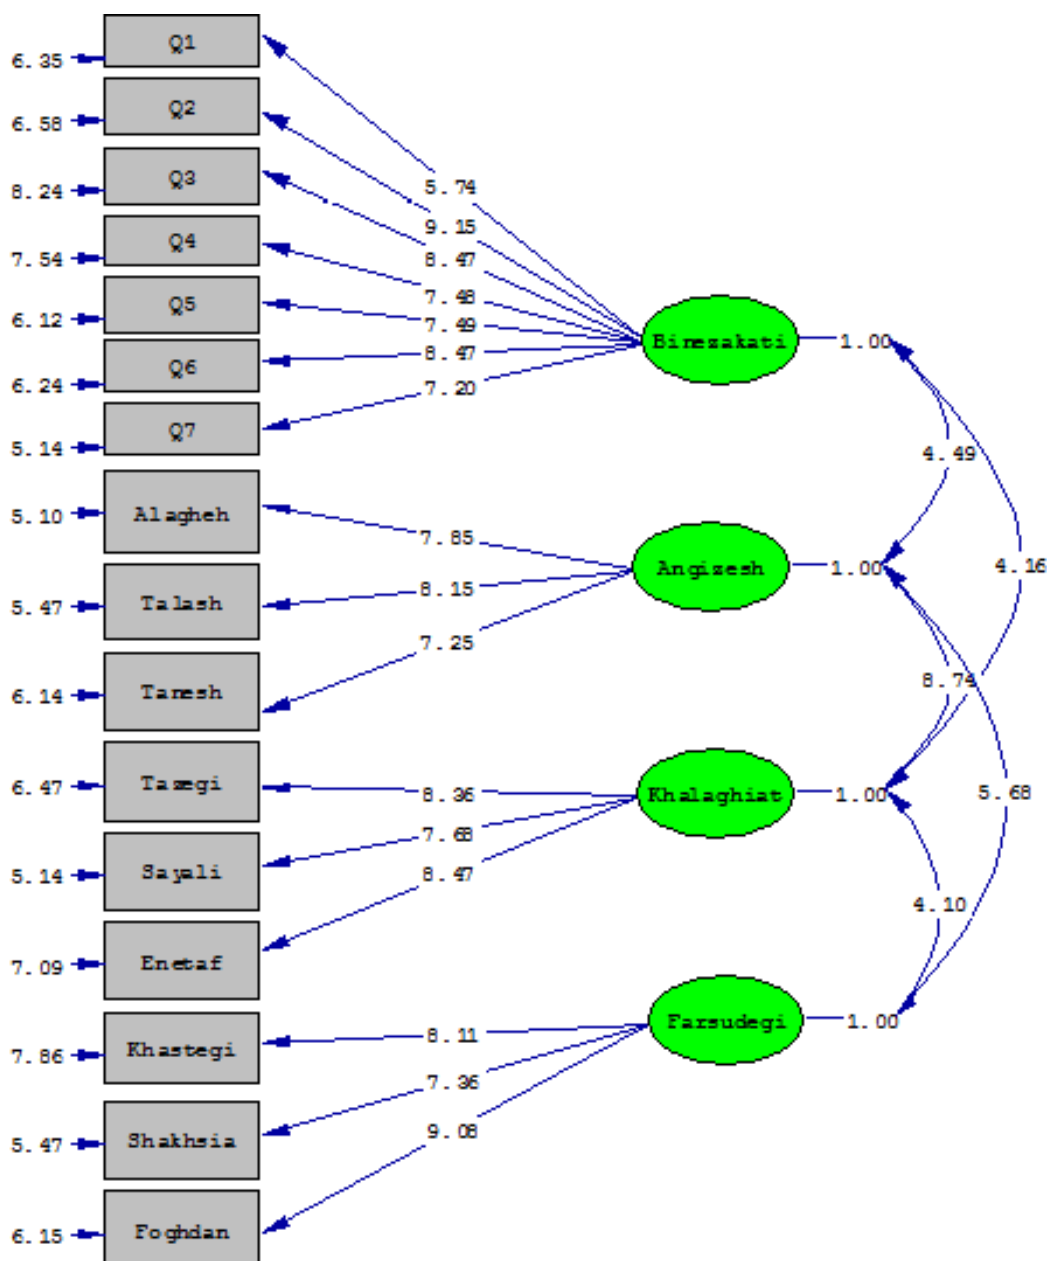 Q1
6.35
Q2
6.58
Q3
8.24
Q4
7.54
Q5
6.12
Q6
6.24
Q7
5.14
Alagheh
5.10
Talash
5.47
Tanesh
6.14
Tazegi
6.47
Sayali
5.14
Enetaf
7.09
Khastegi
7.86
Shakhsia
5.47
Foghdan
6.15
5.74
9.15
8.47
7.48
7.49
8.47
7.20
7.85
8.15
7.25
8.36
7.68
8.47
8.11
7.36
9.08
Binezakati
1.00
Angizesh
1.00
Khalaghiat
1.00
Farsudegi
1.00
4.49
4.16
8.74
5.68
4.10